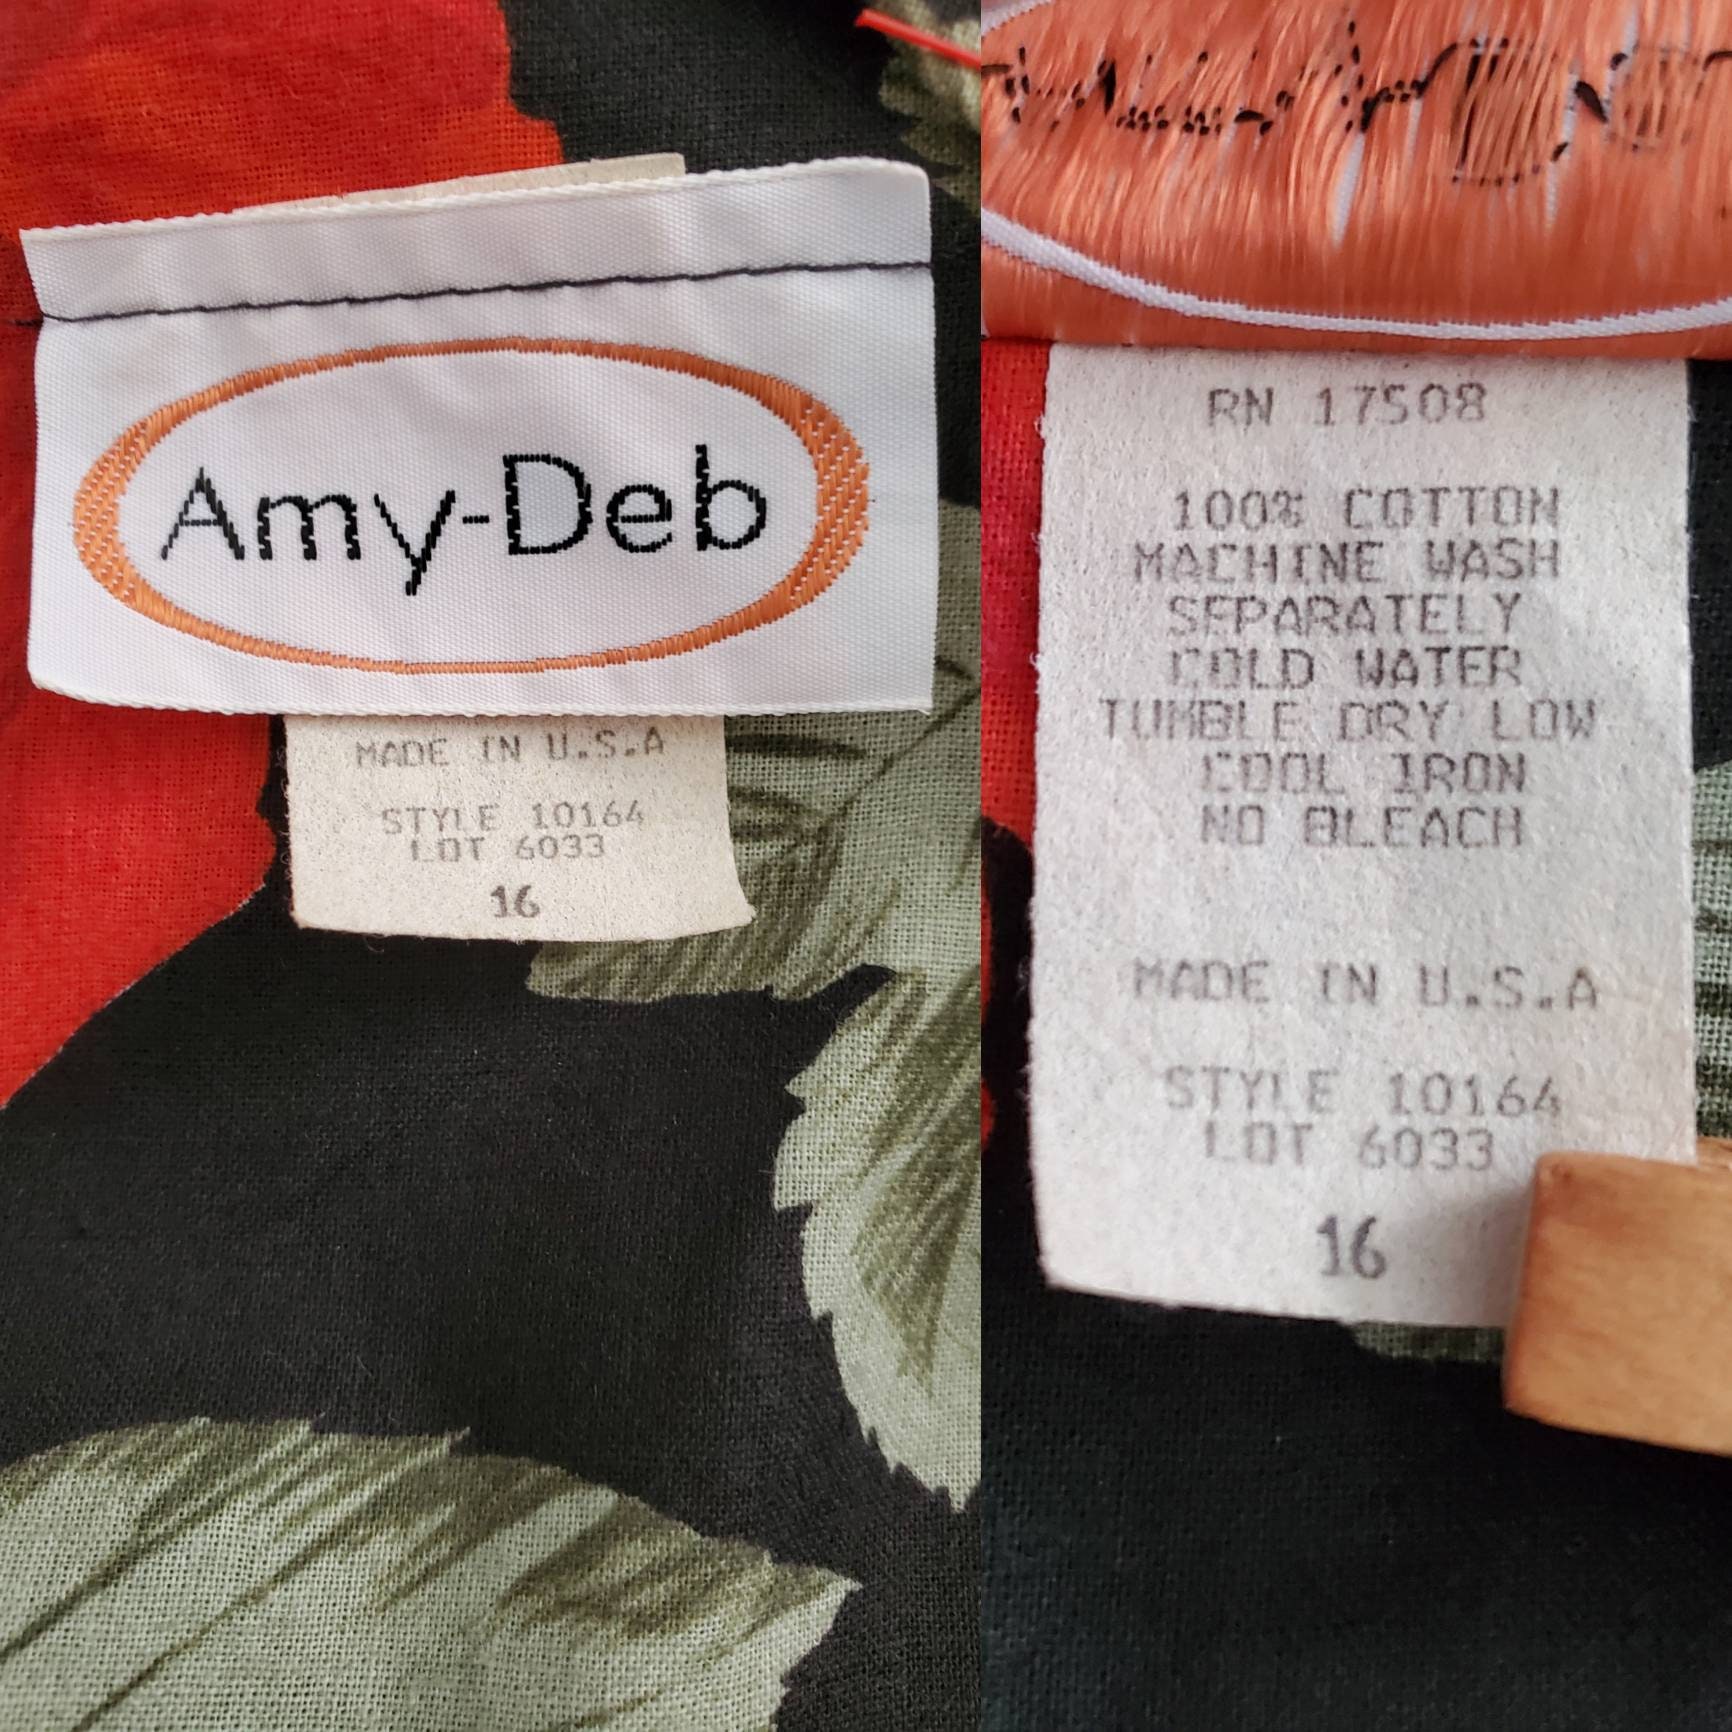 Amy-Deb
MADE IN U.S.A
STYLE 10164
LOT 6033
16
RN 17508
100% COTTON
MACHINE WASH
SEPARATELY
COLD WATER
TUMBLE DRY LOW
COOL IRON
NO BLEACH
MADE IN U.S.A
STYLE 10164
LOT 6033
16